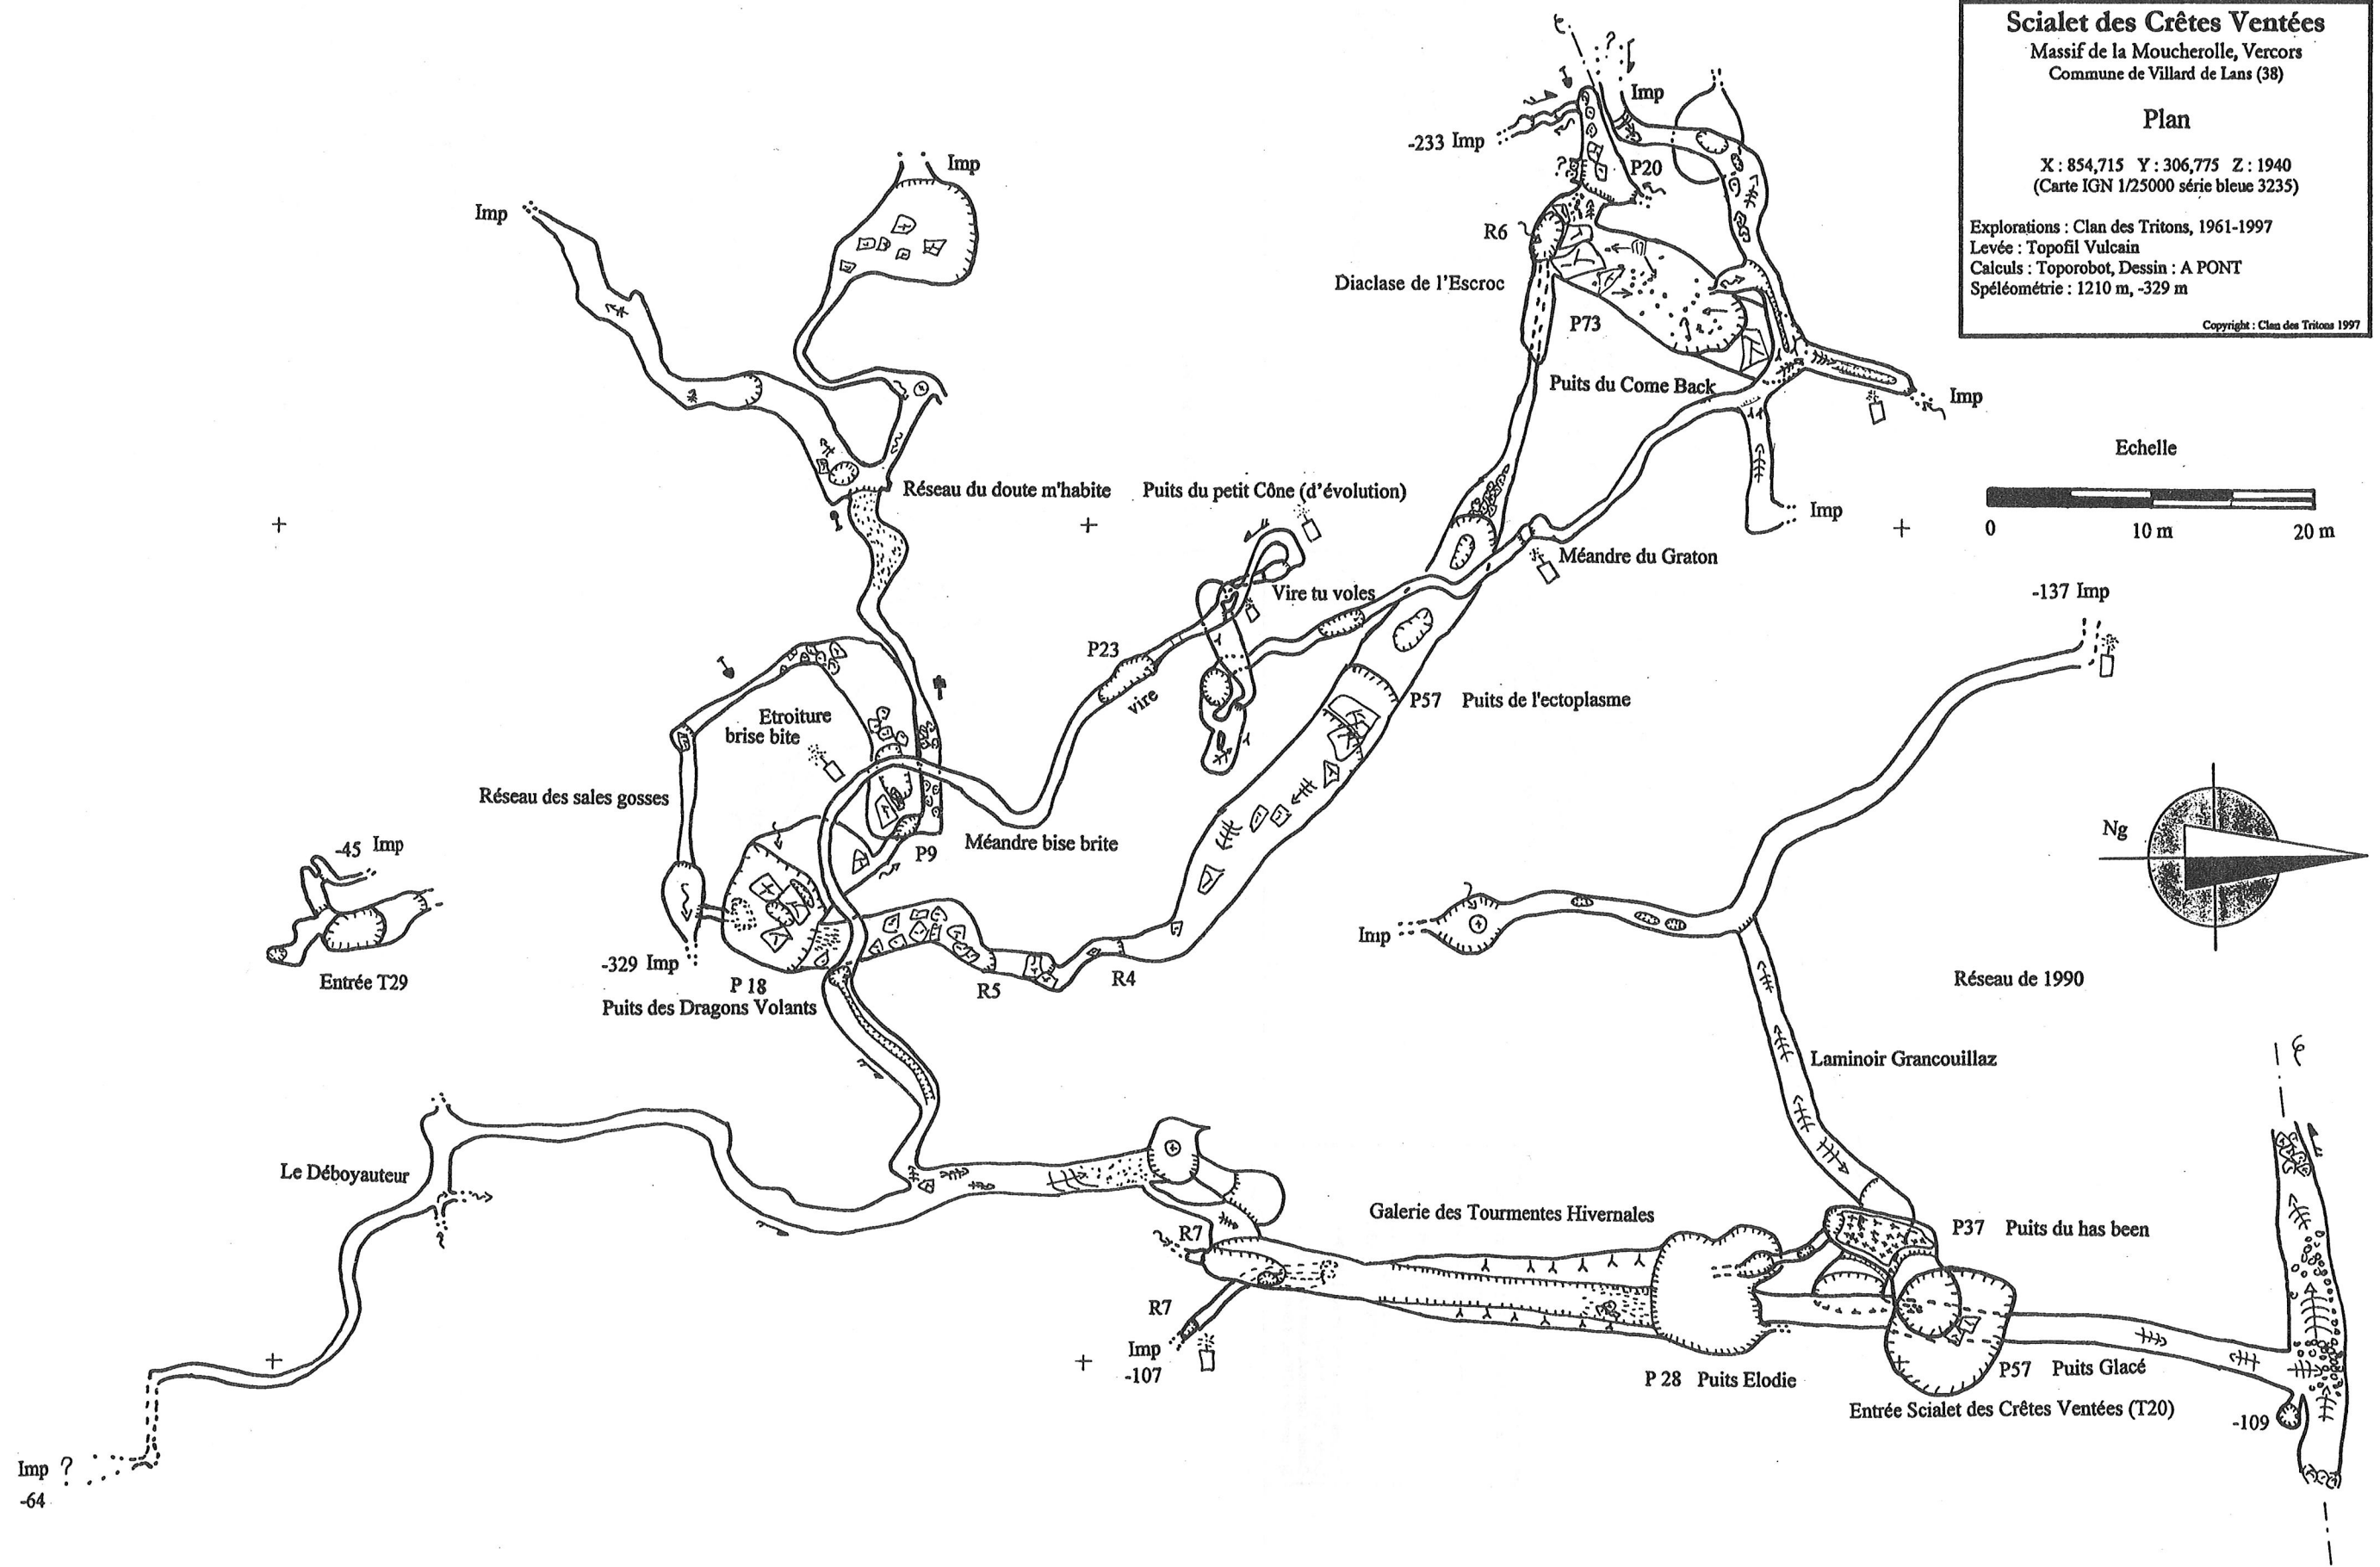 Scialet des Crêtes Ventées
Massif de la Moucherolle, Vercors
Commune de Villard de Lans (38)
Plan
X : 854,715 Y : 306,775 Z : 1940
(Carte IGN 1/25000 série bleue 3235)
Explorations : Clan des Tritons, 1961-1997
Levée : Topofil Vulcain
Calculs : Toporobot, Dessin : A PONT
Spéléométrie : 1210 m, -329 m
Copyright : Clan des Tritons 1997
?
Imp
-233 Imp
?
P20
R6
Diaclase de l'Escroc
P73
Puits du Come Back
Imp
Imp
Imp
Imp
Echelle
0 10 m 20 m
Réseau du doute m'habite
Puits du petit Cône (d'évolution)
Imp
Méandre du Graton
Vire tu voles
-137 Imp
P23
vire
P57 Puits de l'ectoplasme
Etroiture
brise bite
Réseau des sales gosses
Méandre bise brite
P9
Ng
-45 Imp
Entrée T29
-329 Imp
P 18
Puits des Dragons Volants
R5
R4
Imp
Réseau de 1990
Laminoir Grancouillaz
Le Déboyauteur
Galerie des Tourmentes Hivernales
R7
P37 Puits du has been
R7
Imp
-107
P 28 Puits Elodie
P57 Puits Glacé
Entrée Scialet des Crêtes Ventées (T20)
-109
Imp ?
-64